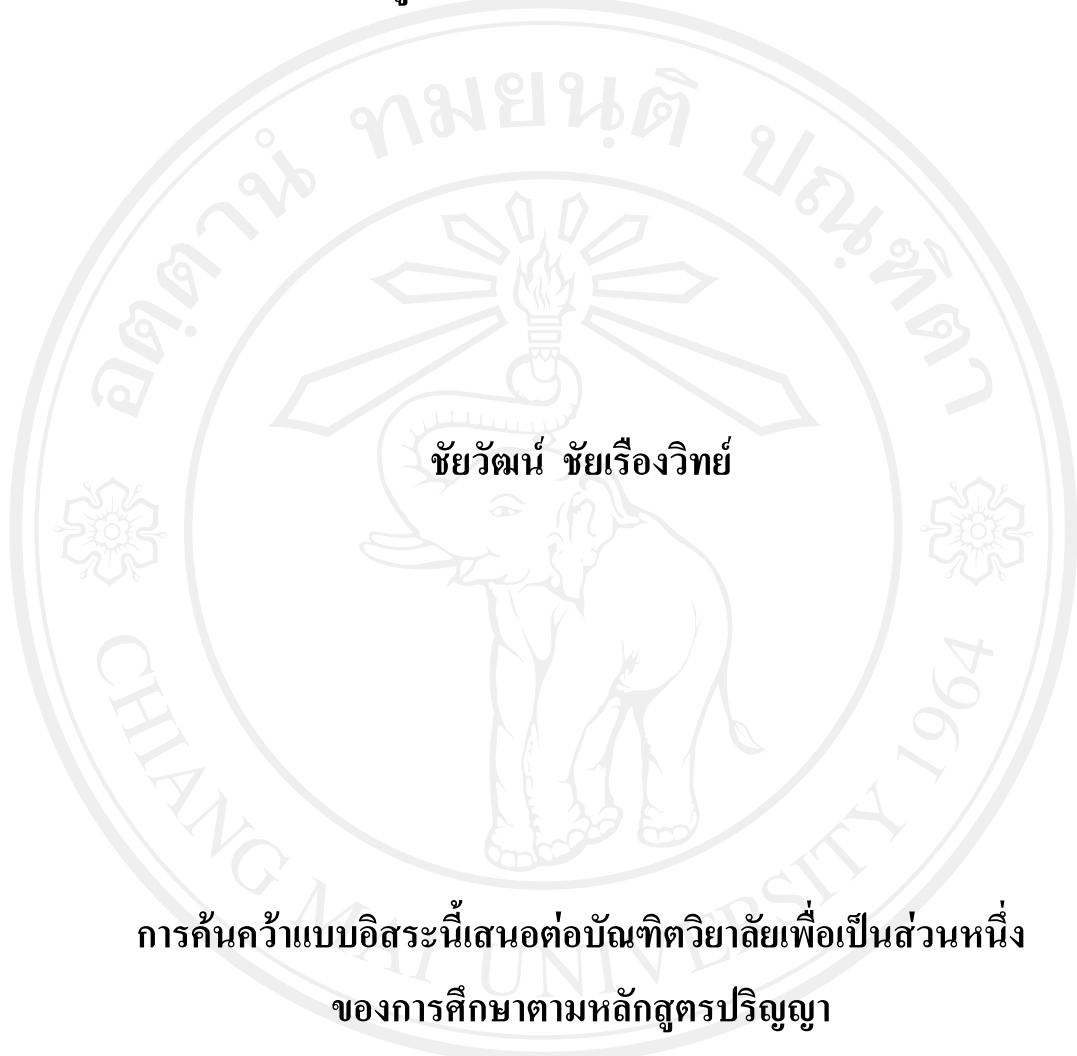 อตฺตานํ ทมยนฺติ ปณฺฑิตา
ชัยวัฒน์ ชัยเรืองวิทย์
การค้นคว้าแบบอิสระนี้เสนอต่อบัณฑิตวิยาลัยเพื่อเป็นส่วนหนึ่ง
ของการศึกษาตามหลักสูตรปริญญา
CHIANG MAI UNIVERSITY 1964